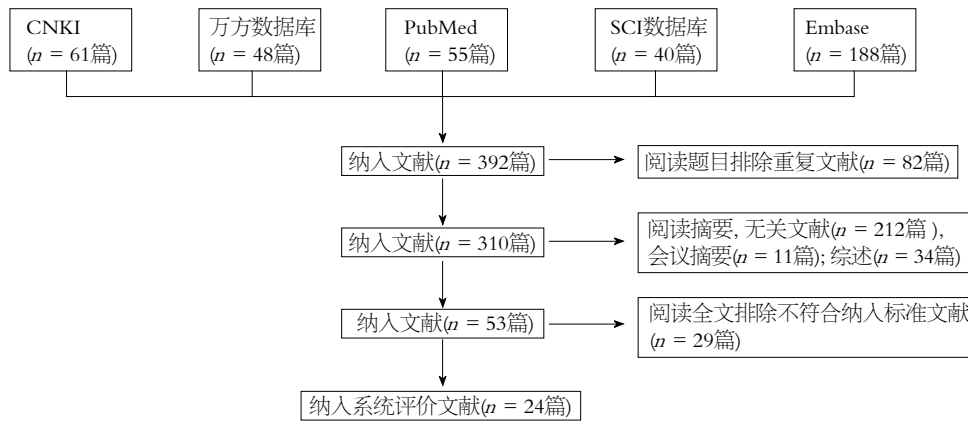 CNKI
(n = 61篇)
万方数据库
(n = 48篇)
PubMed
(n = 55篇)
SCI数据库
(n = 40篇)
Embase
(n = 188篇)
纳入文献(n = 392篇)
阅读题目排除重复文献(n = 82篇)
纳入文献(n = 310篇)
阅读摘要, 无关文献(n = 212篇 ),
会议摘要(n = 11篇); 综述(n = 34篇)
纳入文献(n = 53篇)
阅读全文排除不符合纳入标准文献
(n = 29篇)
纳入系统评价文献(n = 24篇)